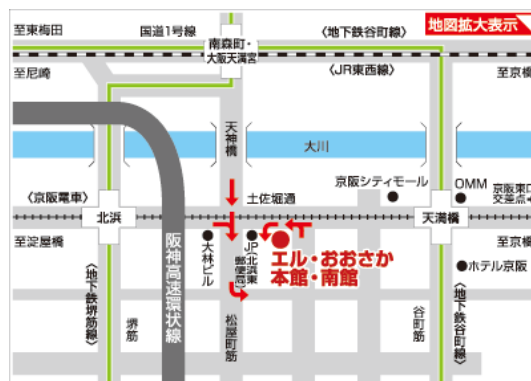 至東梅田
国道1号線
〈地下鉄谷町線〉
地図拡大表示
南森町・
大阪天満宮
至尼崎
〈JR東西線〉
至京橋
天神橋
大川
京阪シティモール
OMM
京阪東口
交差点
〈京阪電車〉
土佐堀通
北浜
天満橋
至淀屋橋
至京橋
大林ビル
JP(北浜東
郵便局)
エル・おおさか
本館・南館
ホテル京阪
阪神高速環状線
〈地下鉄堺筋線〉
堺筋
松屋町筋
谷町筋
〈地下鉄谷町線〉